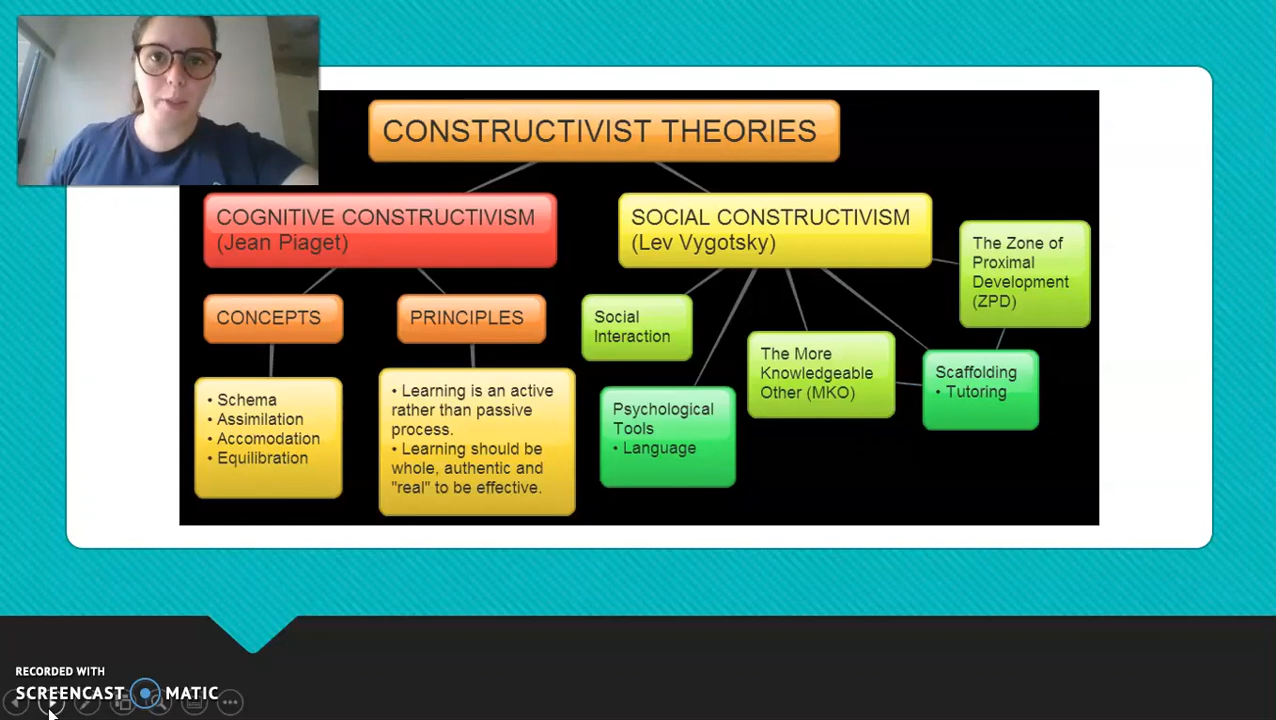 CONSTRUCTIVIST THEORIES
COGNITIVE CONSTRUCTIVISM
(Jean Piaget)
CONCEPTS
• Schema
• Assimilation
• Accomodation
• Equilibration
PRINCIPLES
• Learning is an active
rather than passive
process.
• Learning should be
whole, authentic and
"real" to be effective.
SOCIAL CONSTRUCTIVISM
(Lev Vygotsky)
Social
Interaction
Psychological
Tools
• Language
The More
Knowledgeable
Other (MKO)
Scaffolding
• Tutoring
The Zone of
Proximal
Development
(ZPD)
RECORDED WITH
SCREENCAST MATIC